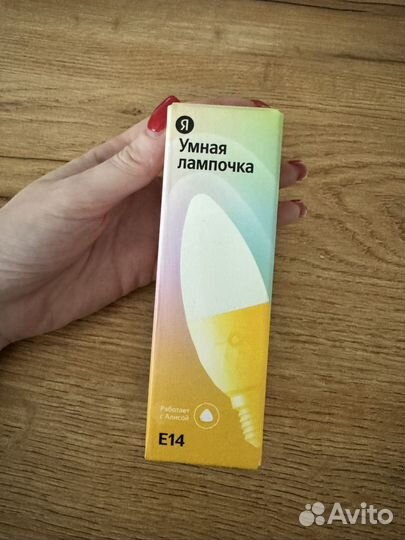 Я
Умная
лампочка
Работает
с Алисой
E14
Avito